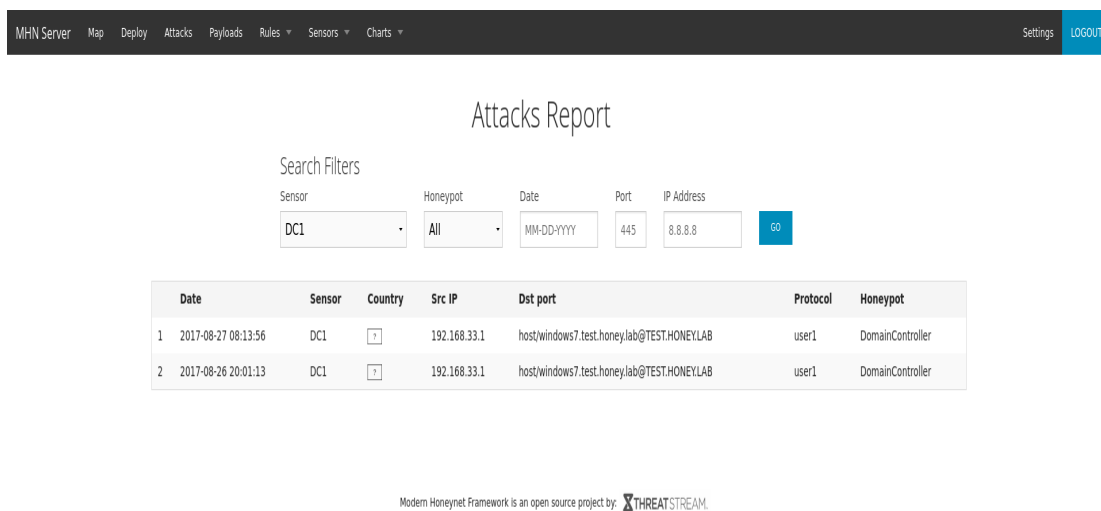 MHN Server Map Deploy Attacks Payloads Rules Sensors Charts Settings LOGOUT
Attacks Report
Search Filters
Sensor Honeypot Date Port IP Address
DC1 All MM-DD-YYYY 445 8.8.8.8 GO
Date Sensor Country Src IP Dst port Protocol Honeypot
1 2017-08-27 08:13:56 DC1 ? 192.168.33.1 host/windows7.test.honey.lab@TEST.HONEY.LAB user1 DomainController
2 2017-08-26 20:01:13 DC1 ? 192.168.33.1 host/windows7.test.honey.lab@TEST.HONEY.LAB user1 DomainController
Modern Honeynet Framework is an open source project by: THREATSTREAM.